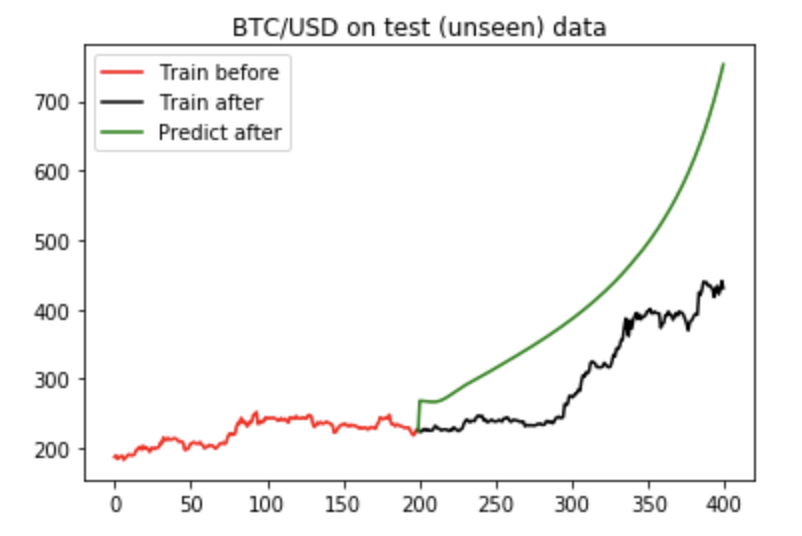 BTC/USD on test (unseen) data
Train before
Train after
Predict after
700
600
500
400
300
200
0 50 100 150 200 250 300 350 400